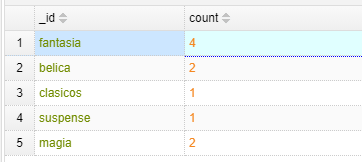 _id count
1 fantasia 4
2 belica 2
3 clasicos 1
4 suspense 1
5 magia 2